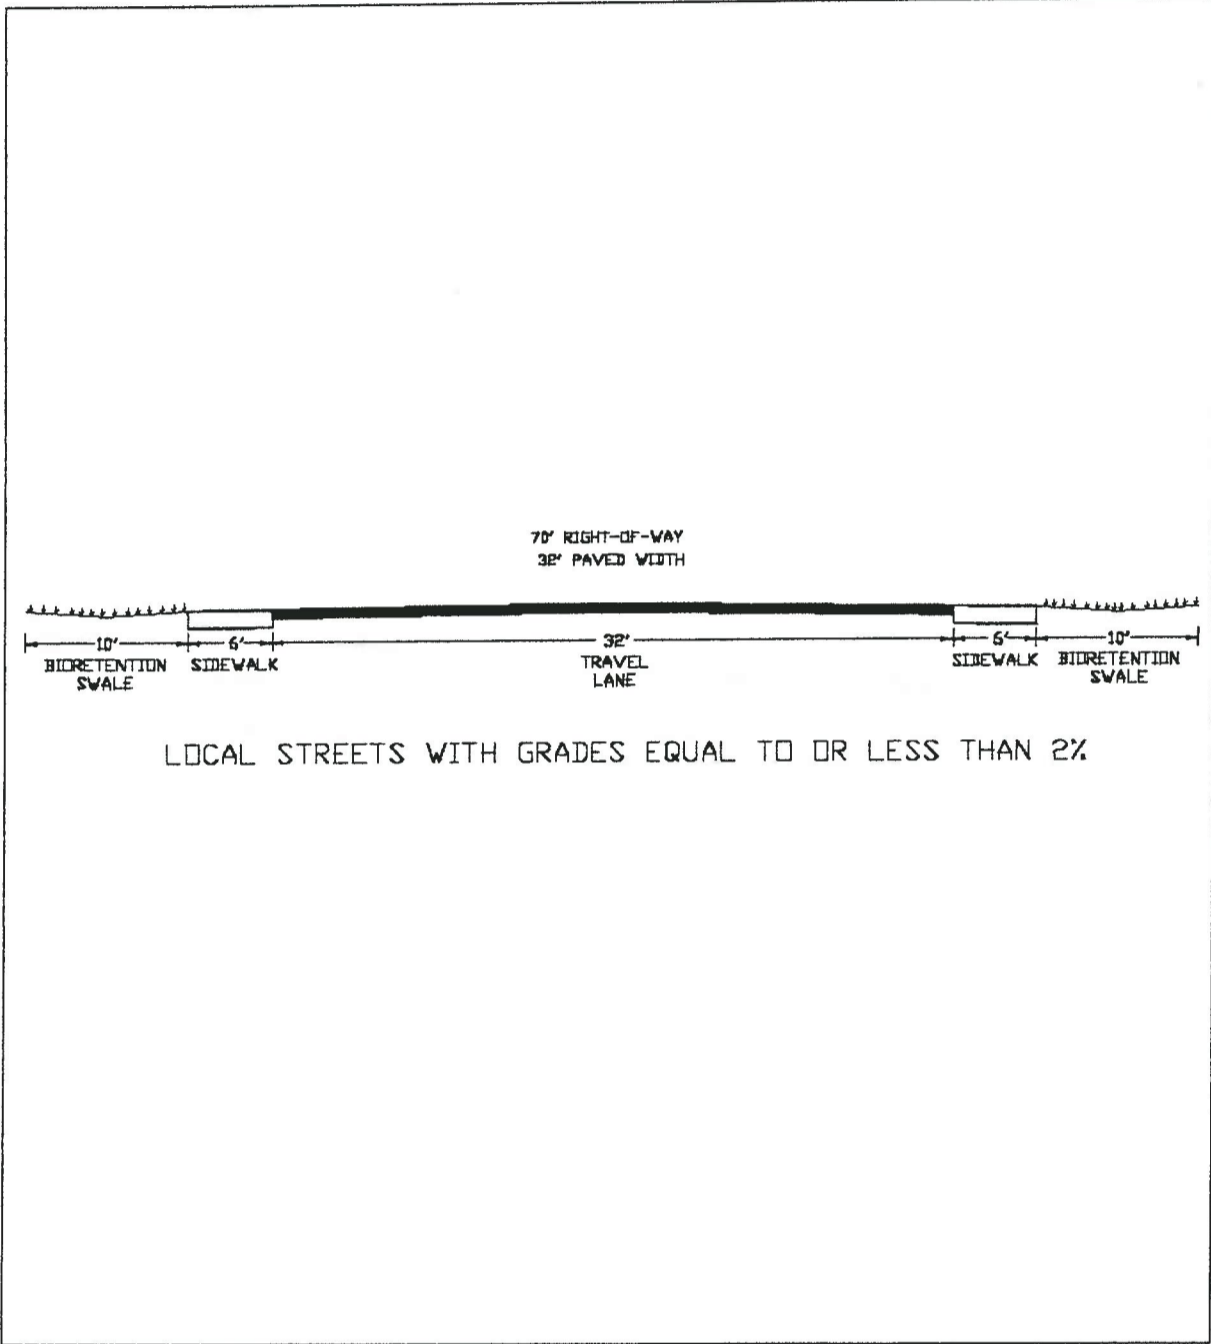 70' RIGHT-OF-WAY
32' PAVED WIDTH
10' 6' 32' 6' 10'
BIORETENTION SIDEWALK TRAVEL SIDEWALK BIORETENTION
SWALE LANE SWALE
LOCAL STREETS WITH GRADES EQUAL TO OR LESS THAN 2%